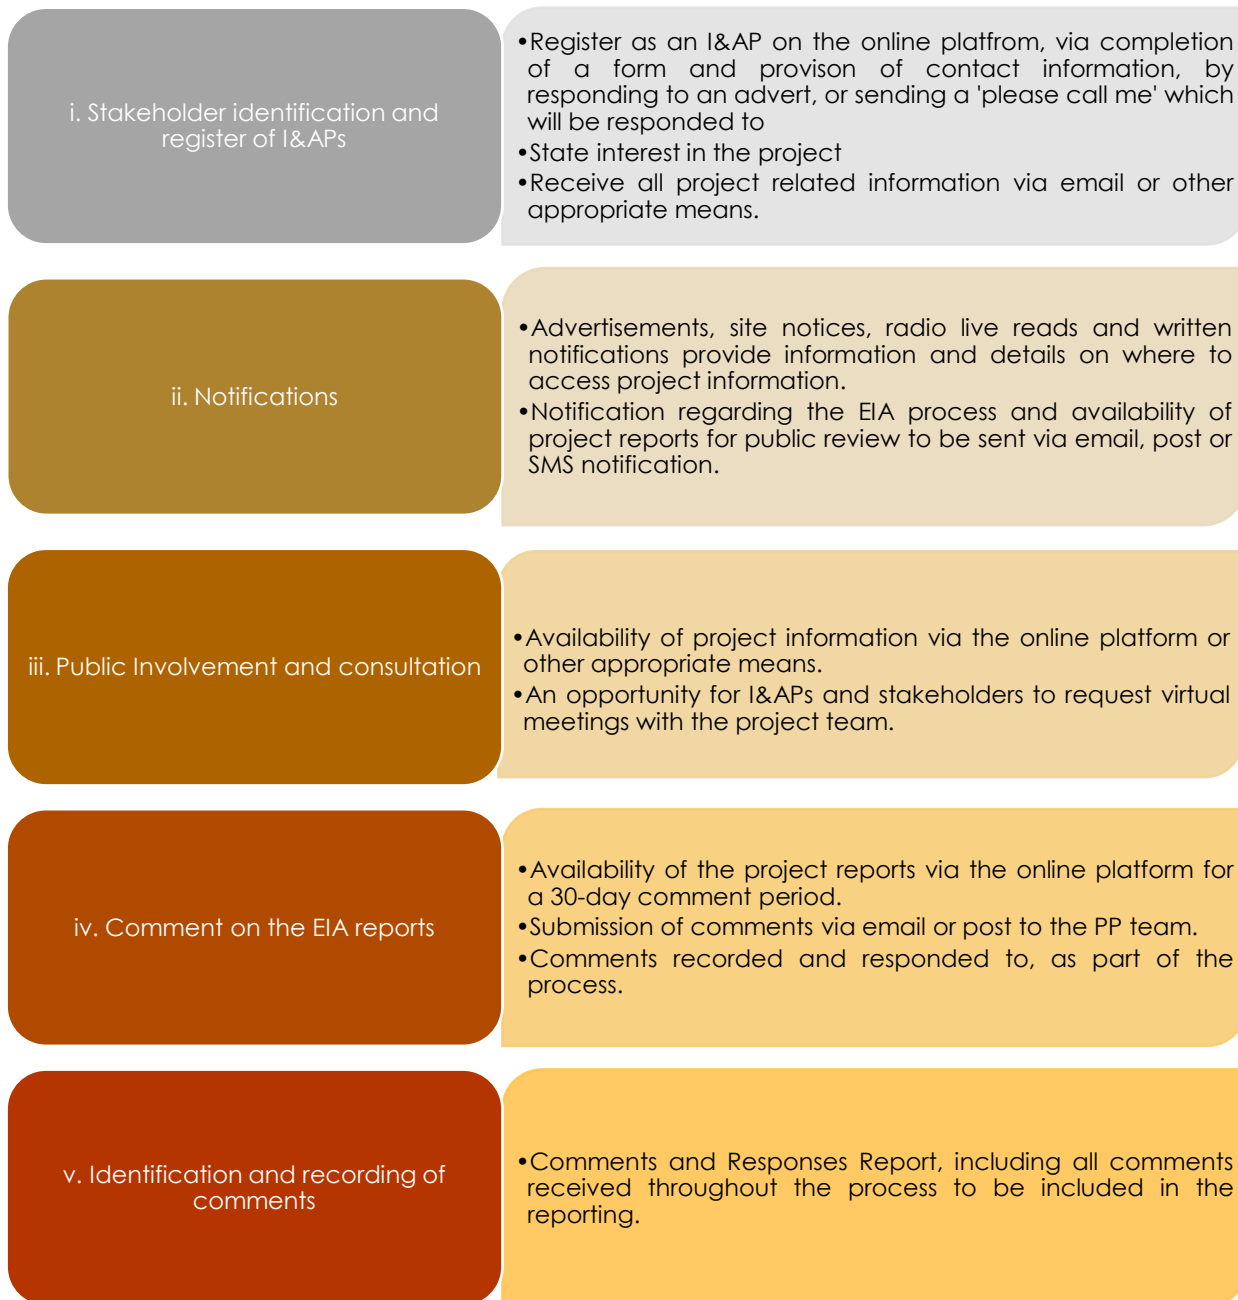 i. Stakeholder identification and
register of I&APs
•Register as an I&AP on the online platfrom, via completion
of a form and provison of contact information, by
responding to an advert, or sending a 'please call me' which
will be responded to
•State interest in the project
•Receive all project related information via email or other
appropriate means.
ii. Notifications
•Advertisements, site notices, radio live reads and written
notifications provide information and details on where to
access project information.
•Notification regarding the EIA process and availability of
project reports for public review to be sent via email, post or
SMS notification.
iii. Public Involvement and consultation
•Availability of project information via the online platform or
other appropriate means.
•An opportunity for I&APs and stakeholders to request virtual
meetings with the project team.
iv. Comment on the EIA reports
•Availability of the project reports via the online platform for
a 30-day comment period.
•Submission of comments via email or post to the PP team.
•Comments recorded and responded to, as part of the
process.
v. Identification and recording of
comments
•Comments and Responses Report, including all comments
received throughout the process to be included in the
reporting.